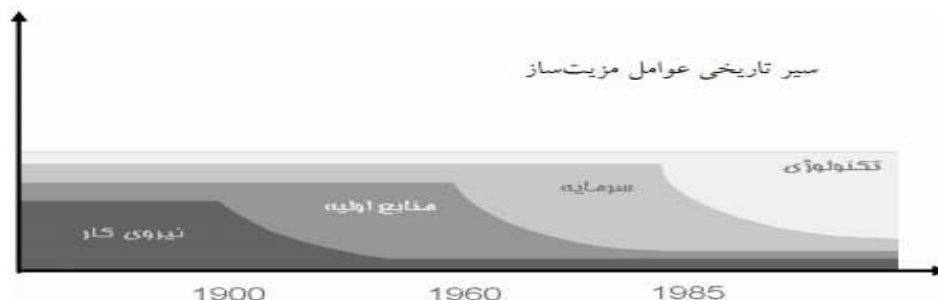 سیر تاریخی عوامل مزیت‌ساز
تکنولوژی
سرمایه
منابع اولیه
نیروی کار
1900 1960 1985